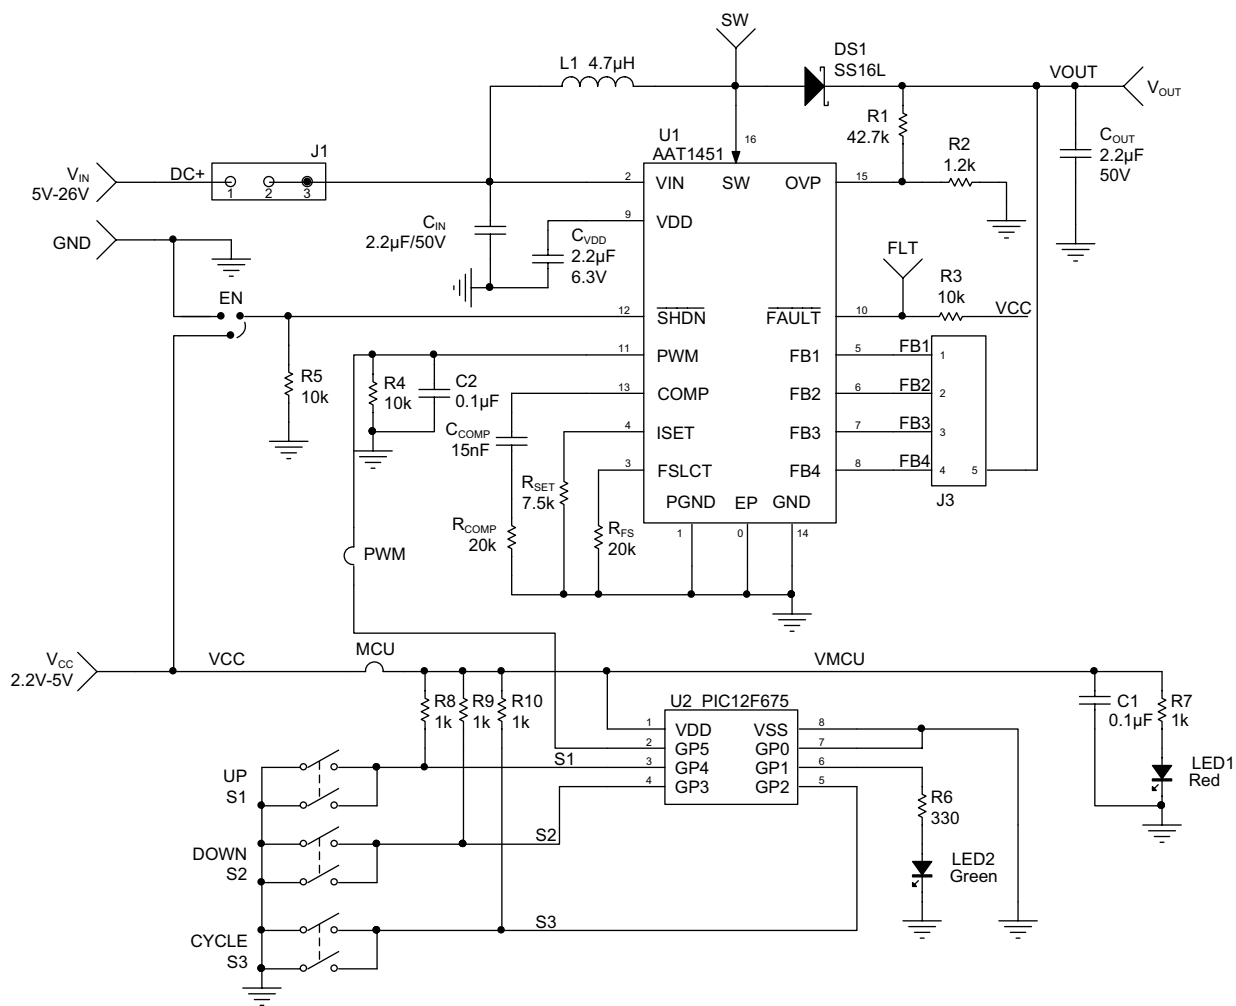 SW
L1 4.7µH
DS1
SS16L
VOUT
V_OUT
R1
42.7k
R2
1.2k
C_OUT
2.2µF
50V
U1
AAT1451
16
V_IN
5V-26V
DC+
J1
1 2 3
2
VIN
SW
OVP
15
9
VDD
C_IN
2.2µF/50V
C_VDD
2.2µF
6.3V
GND
FLT
R3
10k
VCC
EN
12
SHDN
FAULT
10
11
PWM
FB1
5
FB1
1
13
COMP
FB2
6
FB2
2
4
ISET
FB3
7
FB3
3
3
FSLCT
FB4
8
FB4
4
5
J3
R5
10k
R4
10k
C2
0.1µF
C_COMP
15nF
R_SET
7.5k
R_COMP
20k
R_FS
20k
PGND
EP
GND
1
0
14
PWM
V_CC
2.2V-5V
VCC
MCU
VMCU
R8
1k
R9
1k
R10
1k
U2 PIC12F675
1
VDD
VSS
8
2
GP5
GP0
7
3
GP4
GP1
6
4
GP3
GP2
5
C1
0.1µF
R7
1k
LED1
Red
R6
330
LED2
Green
S1
S2
S3
UP
S1
DOWN
S2
CYCLE
S3